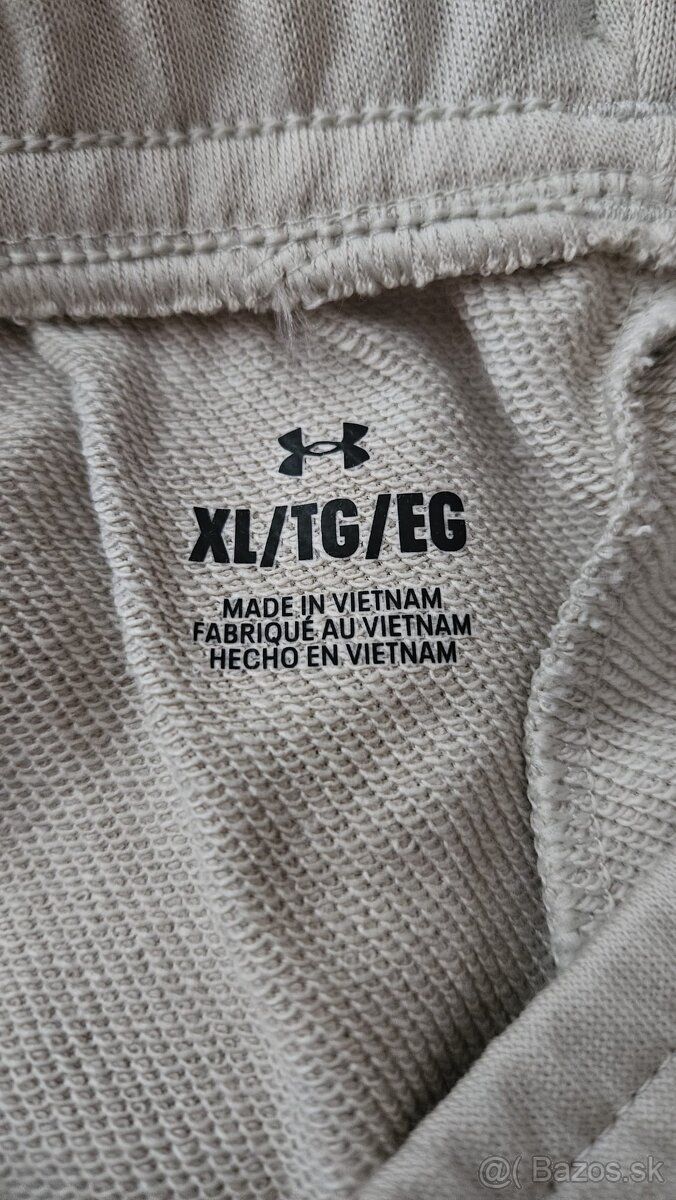 XL/TG/EG
MADE IN VIETNAM
FABRIQUÉ AU VIETNAM
HECHO EN VIETNAM
@( Bazos.sk